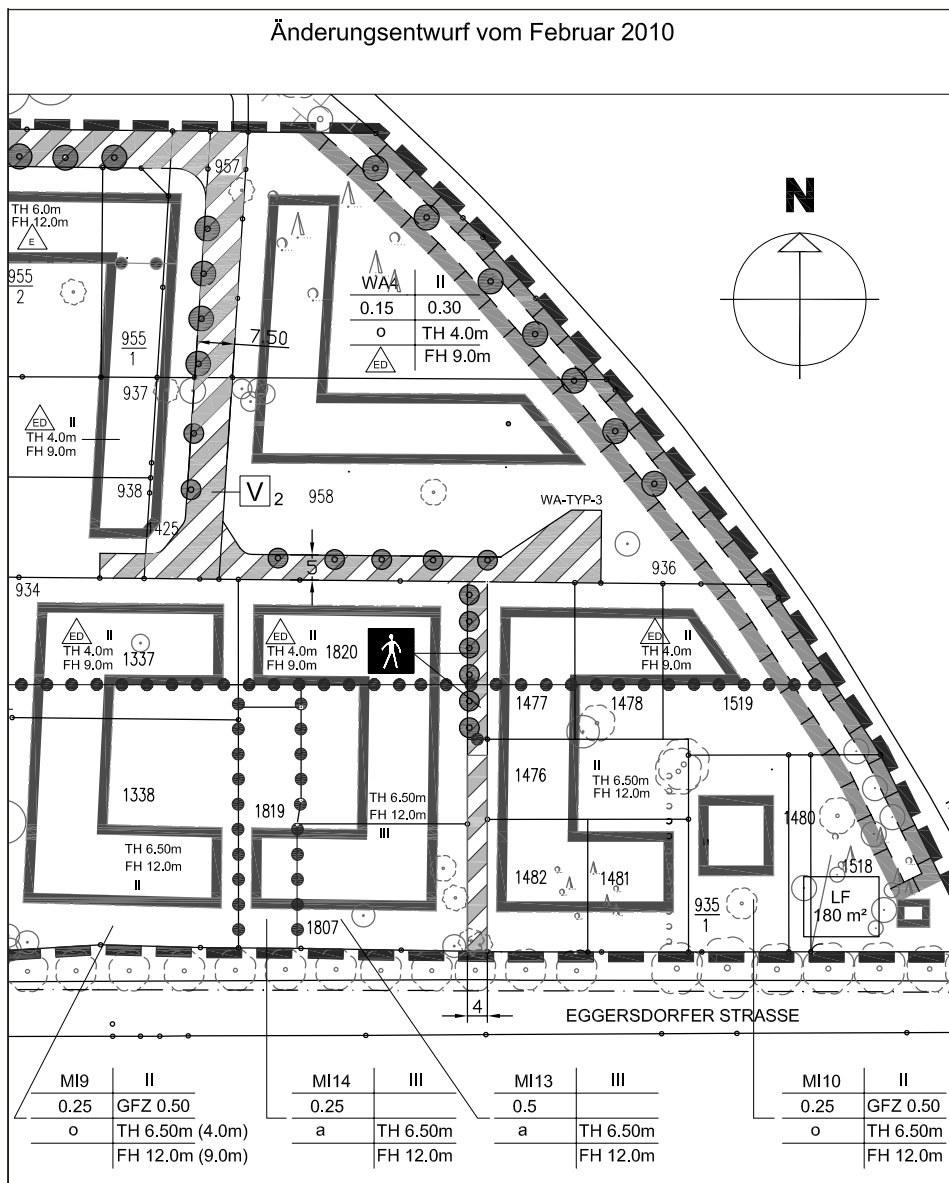 Änderungsentwurf vom Februar 2010
957
TH 6.0m
FH 12.0m
E
N
955
2
WA4 II
0.15 0.30
o TH 4.0m
ED FH 9.0m
955
1
7.50
937
ED II
TH 4.0m
FH 9.0m
938
V 2
958
WA-TYP-3
1425
5
936
934
ED II
TH 4.0m
FH 9.0m
1337
ED II
TH 4.0m
FH 9.0m
1820
ED II
TH 4.0m
FH 9.0m
1477
1478
1519
1476
II
TH 6.50m
FH 12.0m
1338
1819
TH 6.50m
FH 12.0m
III
1480
TH 6.50m
FH 12.0m
II
1482
1481
1518
LF
180 m²
935
1
1807
4
EGGERSDORFER STRASSE
MI9 II
0.25 GFZ 0.50
o TH 6.50m (4.0m)
FH 12.0m (9.0m)
MI14 III
0.25
a TH 6.50m
FH 12.0m
MI13 III
0.5
a TH 6.50m
FH 12.0m
MI10 II
0.25 GFZ 0.50
o TH 6.50m
FH 12.0m